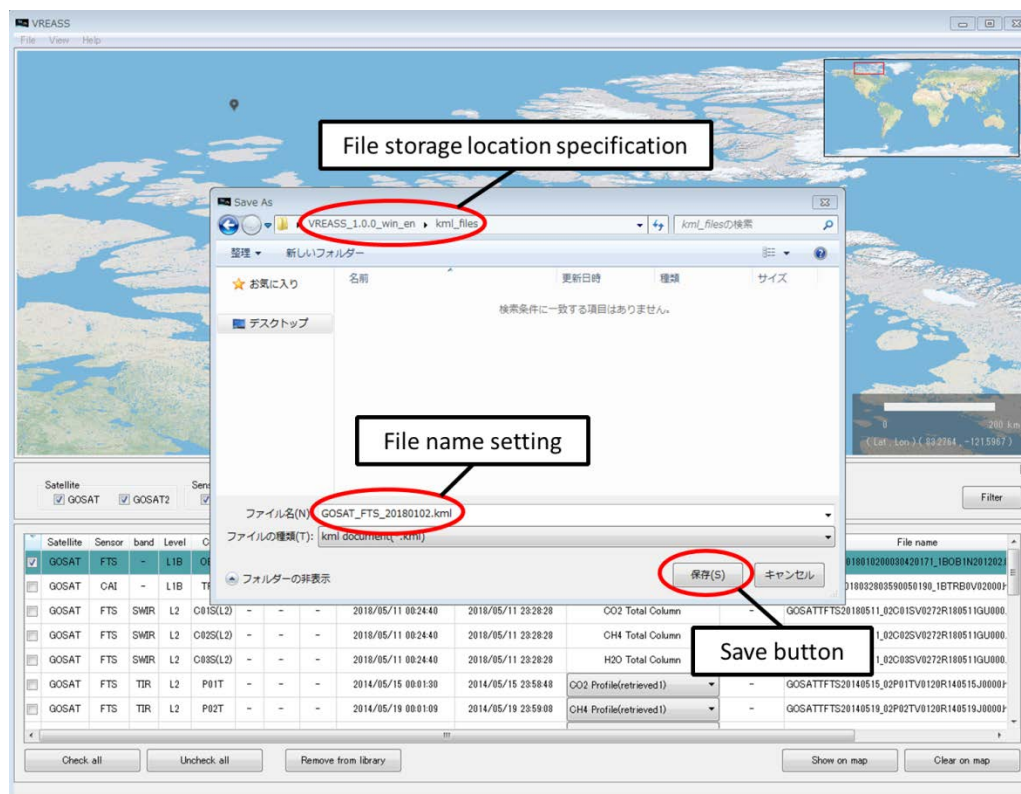 VREASS
File View Help
File storage location specification
Save As
VREASS_1.0.0_win_en ▸ kml_files
kml_filesの検索
整理 ▾ 新しいフォルダー
お気に入り
デスクトップ
名前 更新日時 種類 サイズ
検索条件に一致する項目はありません。
0 200 km
File name setting
ファイル名(N): GOSAT_FTS_20180102.kml
ファイルの種類(T): kml document(*.kml)
フォルダーの非表示
保存(S) キャンセル
Save button
Satellite
GOSAT GOSAT2
Filter
Satellite Sensor band Level File name
GOSAT FTS - L1B
GOSAT CAI - L1B
GOSAT FTS SWIR L2 C01S(L2) - - - 2018/05/11 00:24:40 2018/05/11 23:28:28 CO2 Total Column - GOSATTFTS20180511_02C01SV0272R180511GU000.
GOSAT FTS SWIR L2 C02S(L2) - - - 2018/05/11 00:24:40 2018/05/11 23:28:28 CH4 Total Column
GOSAT FTS SWIR L2 C03S(L2) - - - 2018/05/11 00:24:40 2018/05/11 23:28:28 H2O Total Column
GOSAT FTS TIR L2 P01T - - - 2014/05/15 00:01:30 2014/05/15 23:58:48 CO2 Profile(retrieved1) - GOSATTFTS20140515_02P01TV0120R140515J0000
GOSAT FTS TIR L2 P02T - - - 2014/05/19 00:01:09 2014/05/19 23:59:08 CH4 Profile(retrieved1) - GOSATTFTS20140519_02P02TV0120R140519J0000
Check all Uncheck all Remove from library Show on map Clear on map